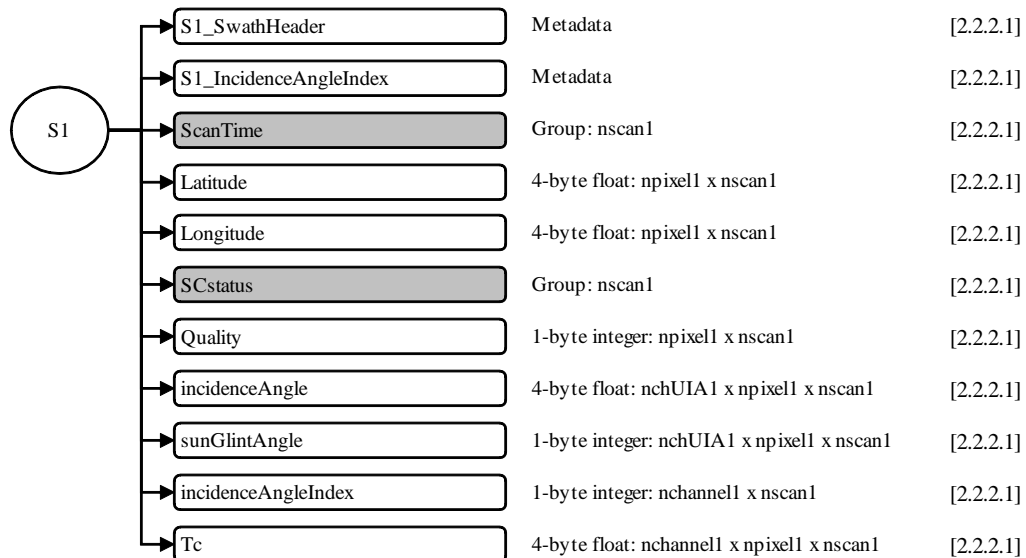 S1_SwathHeader Metadata [2.2.2.1]
S1_IncidenceAngleIndex Metadata [2.2.2.1]
S1 ScanTime Group: nscan1 [2.2.2.1]
Latitude 4-byte float: npixel1 x nscan1 [2.2.2.1]
Longitude 4-byte float: npixel1 x nscan1 [2.2.2.1]
SCstatus Group: nscan1 [2.2.2.1]
Quality 1-byte integer: npixel1 x nscan1 [2.2.2.1]
incidenceAngle 4-byte float: nchUIA1 x npixel1 x nscan1 [2.2.2.1]
sunGlintAngle 1-byte integer: nchUIA1 x npixel1 x nscan1 [2.2.2.1]
incidenceAngleIndex 1-byte integer: nchannel1 x nscan1 [2.2.2.1]
Tc 4-byte float: nchannel1 x npixel1 x nscan1 [2.2.2.1]